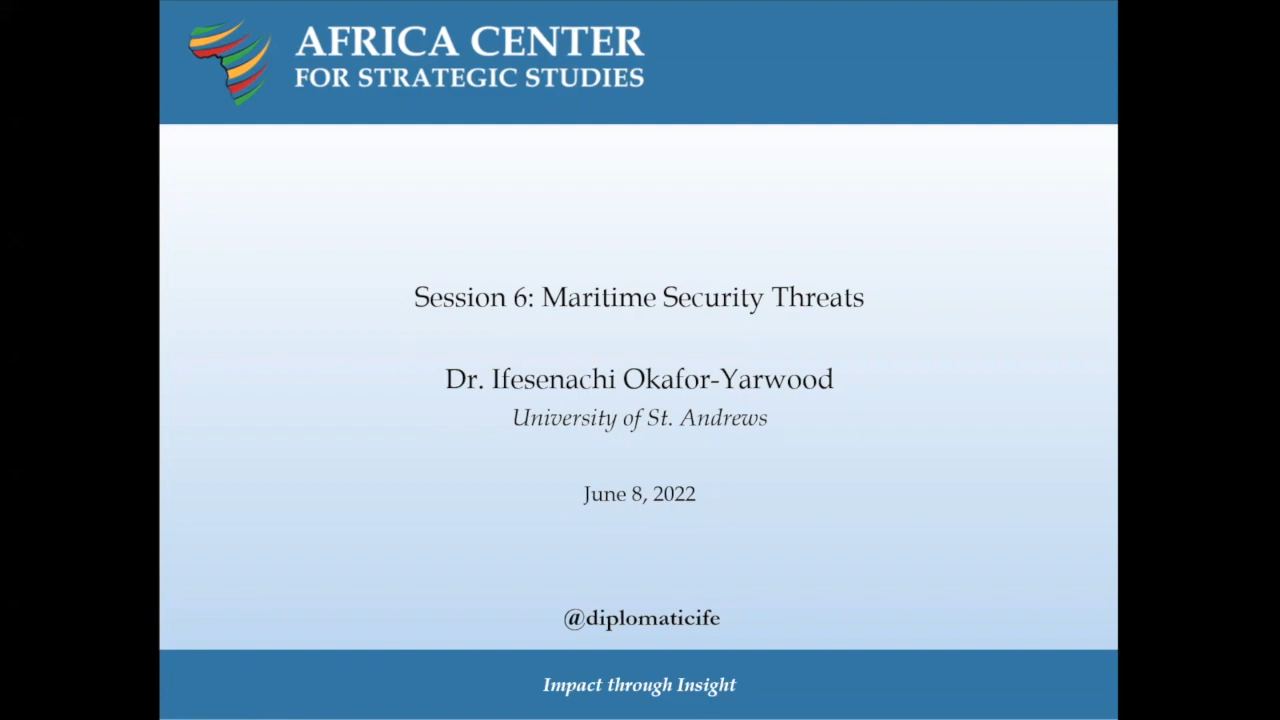 AFRICA CENTER
FOR STRATEGIC STUDIES
Session 6: Maritime Security Threats
Dr. Ifesenachi Okafor-Yarwood
University of St. Andrews
June 8, 2022
@diplomaticife
Impact through Insight